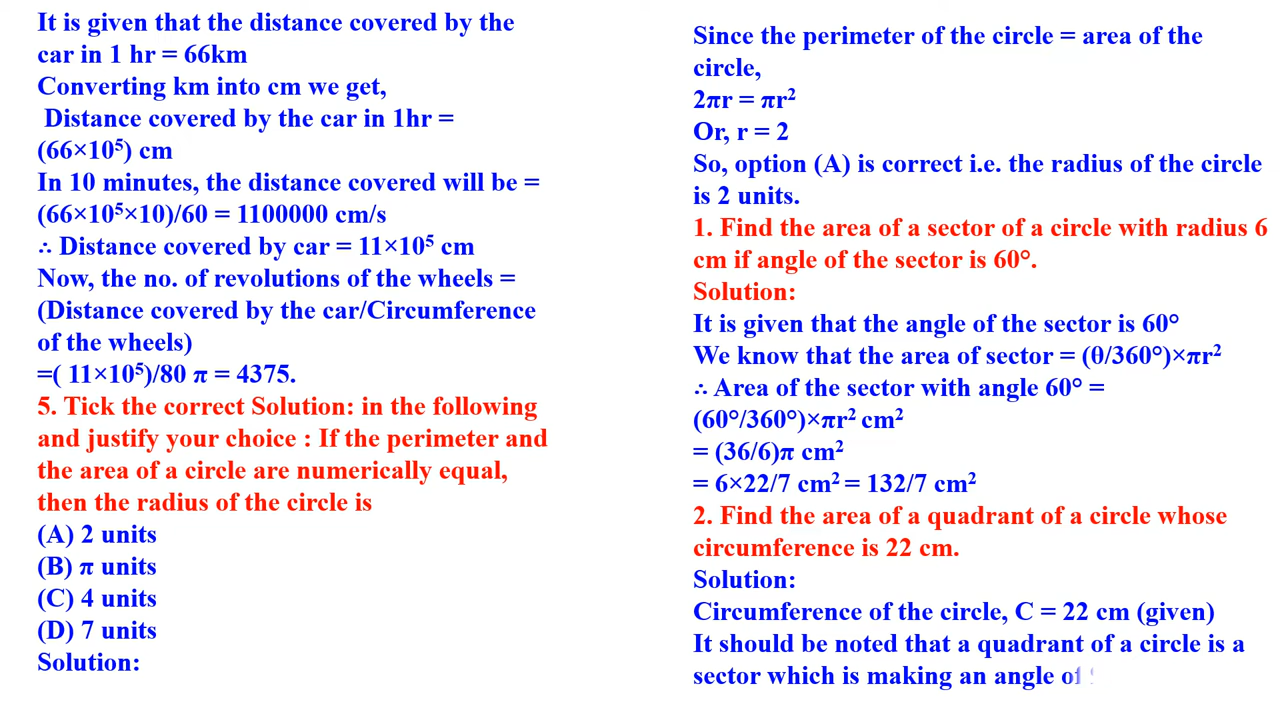 It is given that the distance covered by the
car in 1 hr = 66km
Converting km into cm we get,
Distance covered by the car in 1hr =
(66×10⁵) cm
In 10 minutes, the distance covered will be =
(66×10⁵×10)/60 = 1100000 cm/s
∴ Distance covered by car = 11×10⁵ cm
Now, the no. of revolutions of the wheels =
(Distance covered by the car/Circumference
of the wheels)
=( 11×10⁵)/80 π = 4375.
5. Tick the correct Solution: in the following
and justify your choice : If the perimeter and
the area of a circle are numerically equal,
then the radius of the circle is
(A) 2 units
(B) π units
(C) 4 units
(D) 7 units
Solution:
Since the perimeter of the circle = area of the
circle,
2πr = πr²
Or, r = 2
So, option (A) is correct i.e. the radius of the circle
is 2 units.
1. Find the area of a sector of a circle with radius 6
cm if angle of the sector is 60°.
Solution:
It is given that the angle of the sector is 60°
We know that the area of sector = (θ/360°)×πr²
∴ Area of the sector with angle 60° =
(60°/360°)×πr² cm²
= (36/6)π cm²
= 6×22/7 cm² = 132/7 cm²
2. Find the area of a quadrant of a circle whose
circumference is 22 cm.
Solution:
Circumference of the circle, C = 22 cm (given)
It should be noted that a quadrant of a circle is a
sector which is making an angle of